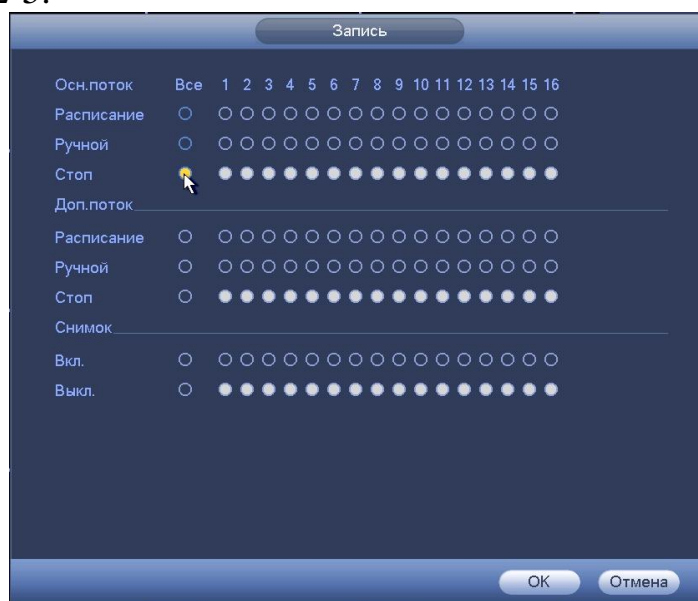 Запись
Осн.поток Все 1 2 3 4 5 6 7 8 9 10 11 12 13 14 15 16
Расписание
Ручной
Стоп
Доп.поток
Расписание
Ручной
Стоп
Снимок
Вкл.
Выкл.
OK Отмена